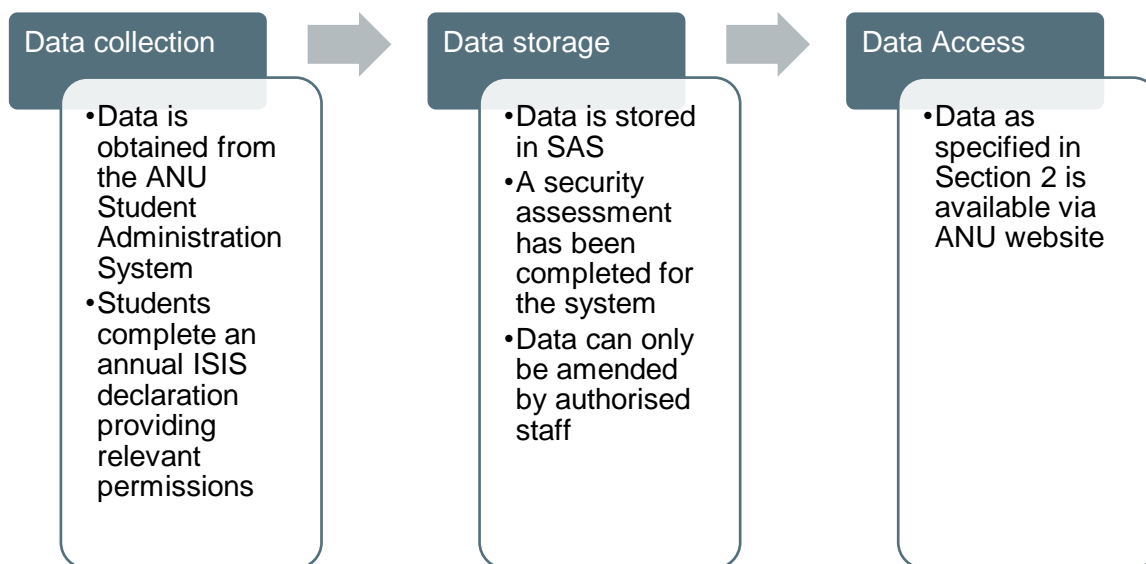 Data collection
•Data is
obtained from
the ANU
Student
Administration
System
•Students
complete an
annual ISIS
declaration
providing
relevant
permissions
Data storage
•Data is stored
in SAS
•A security
assessment
has been
completed for
the system
•Data can only
be amended
by authorised
staff
Data Access
•Data as
specified in
Section 2 is
available via
ANU website